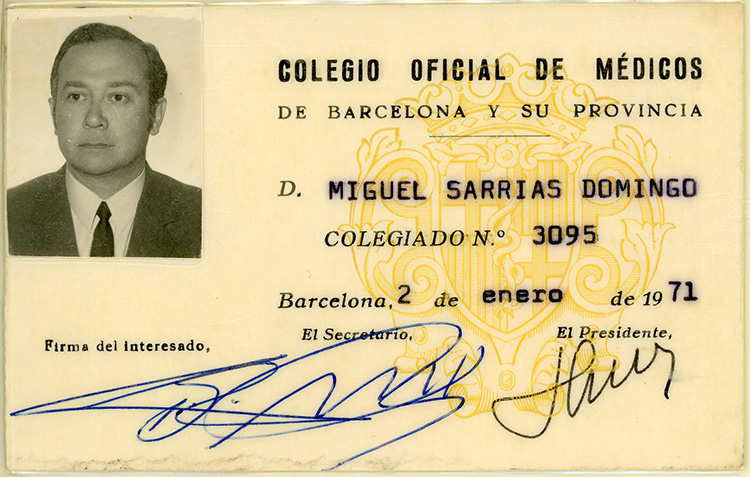 COLEGIO OFICIAL DE MÉDICOS
DE BARCELONA Y SU PROVINCIA
D. MIGUEL SARRIAS DOMINGO
COLEGIADO N.º 3095
Barcelona, 2 de enero de 1971
Firma del interesado,
El Secretario,
El Presidente,